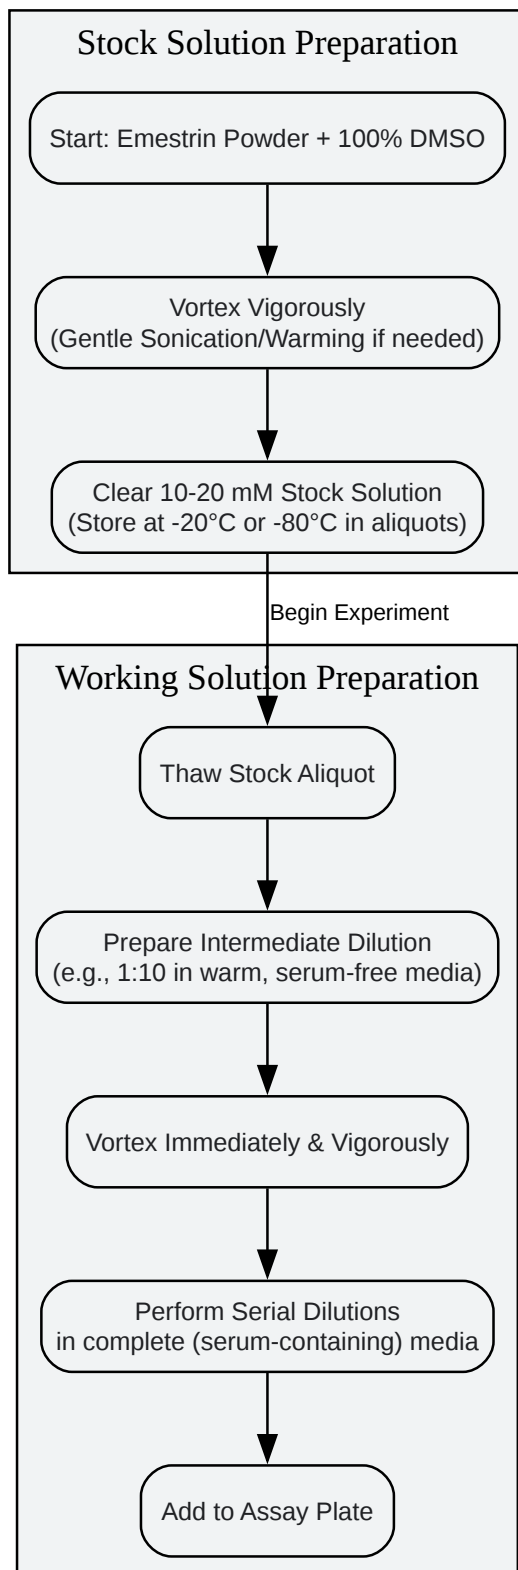 Stock Solution Preparation
Start: Emestrin Powder + 100% DMSO
Vortex Vigorously
(Gentle Sonication/Warming if needed)
Clear 10-20 mM Stock Solution
(Store at -20°C or -80°C in aliquots)
Begin Experiment
Working Solution Preparation
Thaw Stock Aliquot
Prepare Intermediate Dilution
(e.g., 1:10 in warm, serum-free media)
Vortex Immediately & Vigorously
Perform Serial Dilutions
in complete (serum-containing) media
Add to Assay Plate